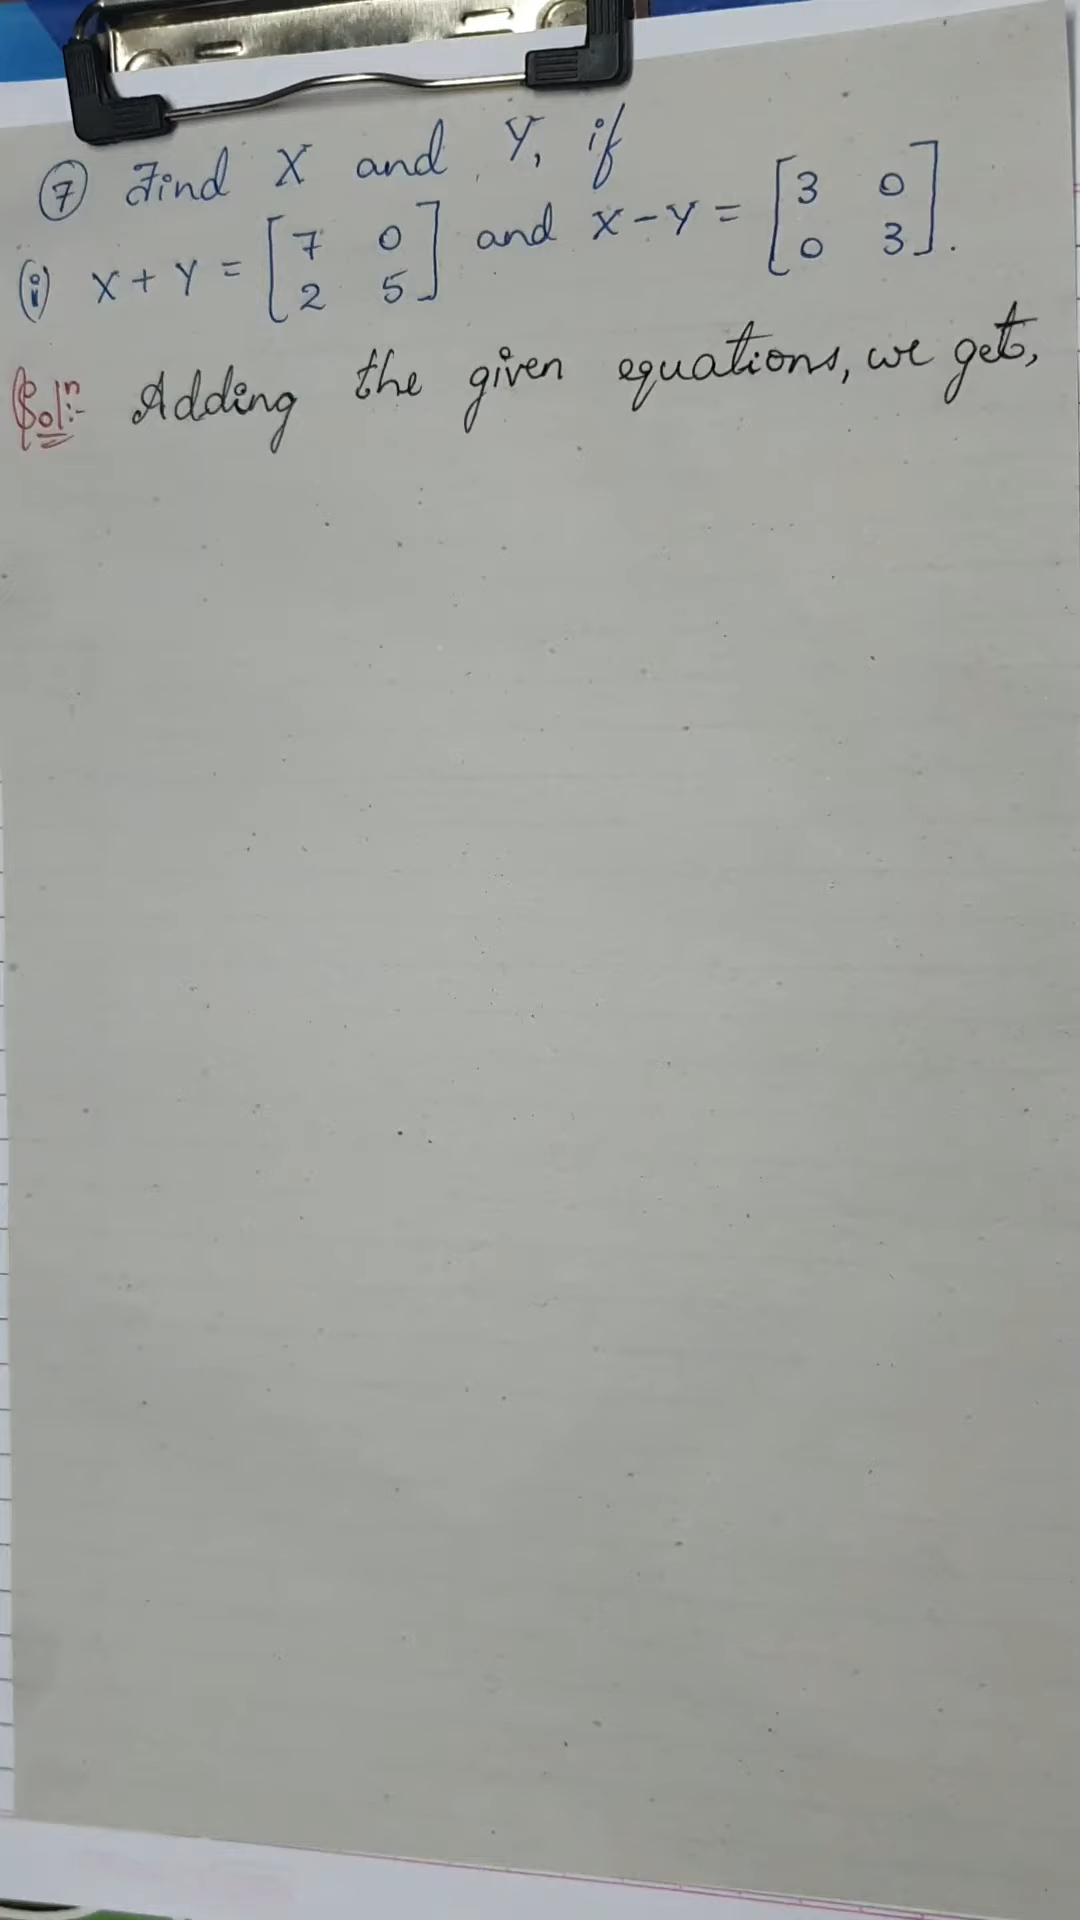 ⑦ Find X and Y, if
(i) X + Y = [7 0 2 5] and X - Y = [3 0 0 3].
Solⁿ:- Adding the given equations, we get,